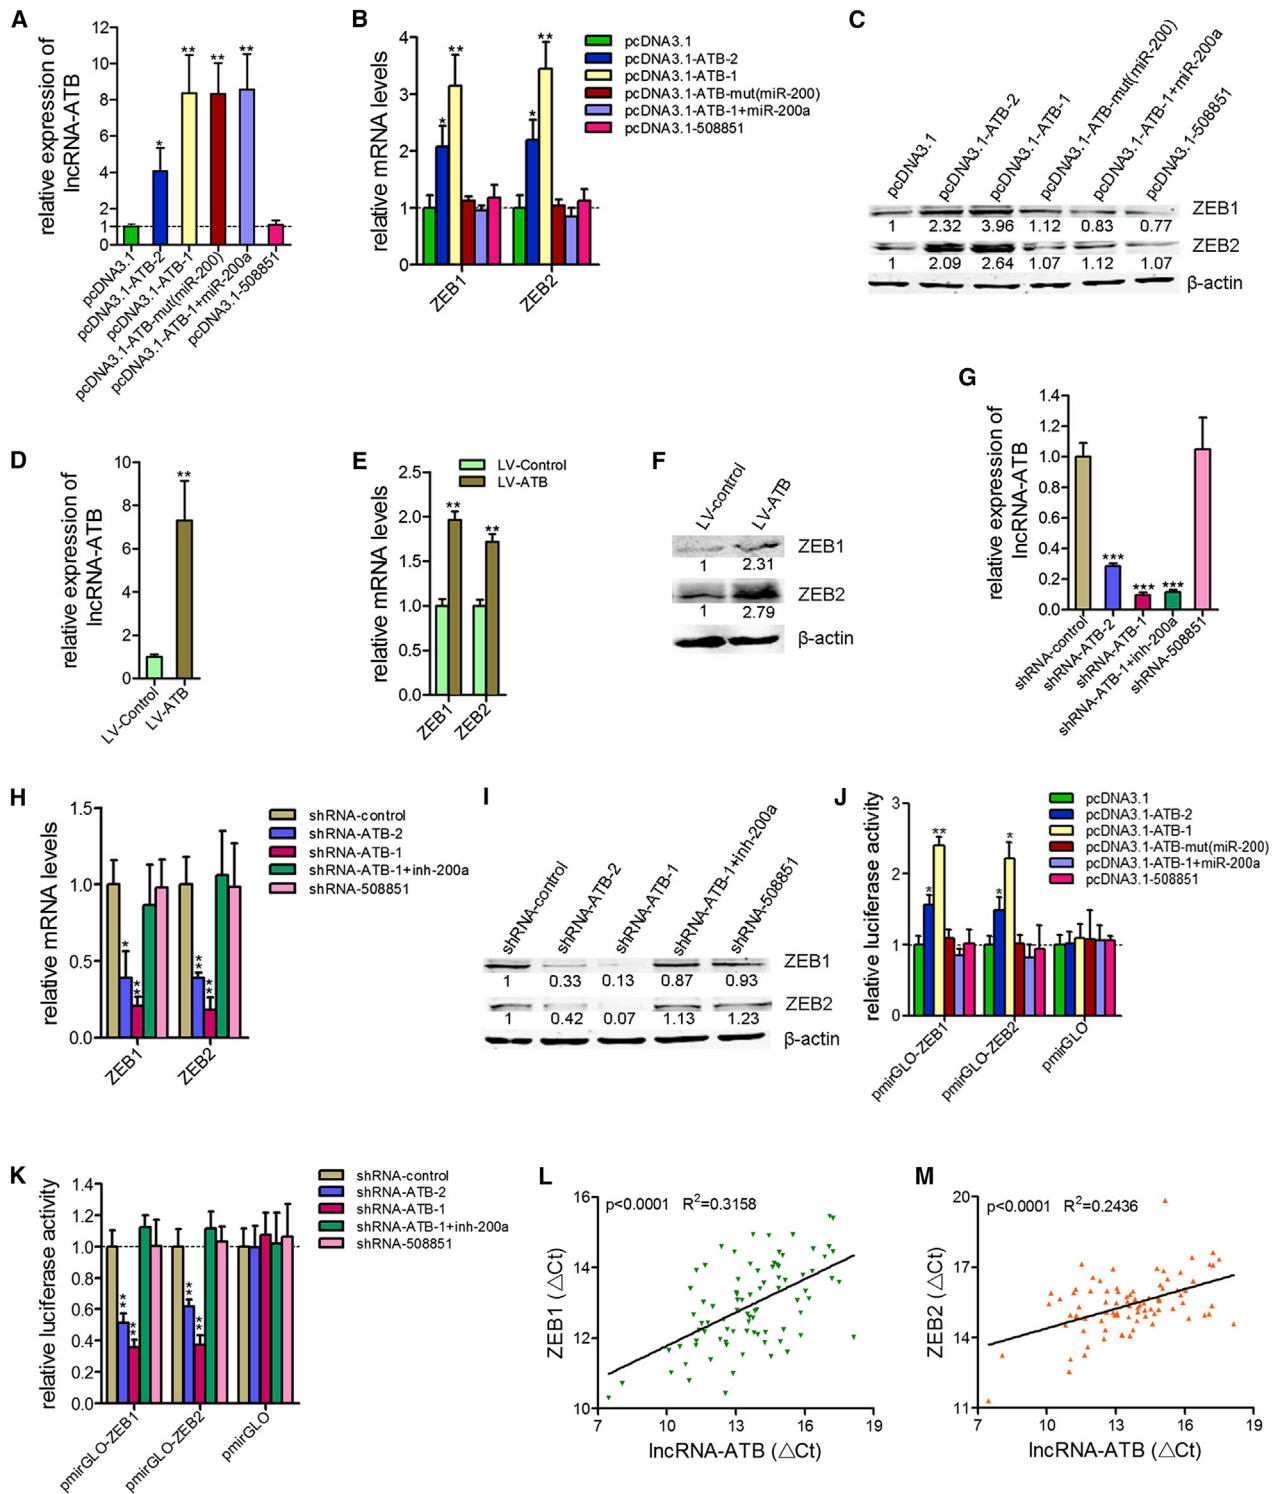 A
relative expression of
lncRNA-ATB
12
10
8
6
4
2
1
0
*
**
**
**
pcDNA3.1
pcDNA3.1-ATB-2
pcDNA3.1-ATB-1
pcDNA3.1-ATB-mut(miR-200)
pcDNA3.1-ATB-1+miR-200a
pcDNA3.1-508851
B
relative mRNA levels
4
3
2
1
0
*
**
*
**
ZEB1
ZEB2
pcDNA3.1
pcDNA3.1-ATB-2
pcDNA3.1-ATB-1
pcDNA3.1-ATB-mut(miR-200)
pcDNA3.1-ATB-1+miR-200a
pcDNA3.1-508851
C
pcDNA3.1
pcDNA3.1-ATB-2
pcDNA3.1-ATB-1
pcDNA3.1-ATB-mut(miR-200)
pcDNA3.1-ATB-1+miR-200a
pcDNA3.1-508851
ZEB1
1 2.32 3.96 1.12 0.83 0.77
ZEB2
1 2.09 2.64 1.07 1.12 1.07
β-actin
D
relative expression of
lncRNA-ATB
10
8
6
4
2
0
**
LV-Control
LV-ATB
E
relative mRNA levels
2.5
2.0
1.5
1.0
0.5
0.0
LV-Control
LV-ATB
**
**
ZEB1
ZEB2
F
LV-control
LV-ATB
ZEB1
1 2.31
ZEB2
1 2.79
β-actin
G
relative expression of
lncRNA-ATB
1.4
1.2
1.0
0.8
0.6
0.4
0.2
0.0
***
***
***
shRNA-control
shRNA-ATB-2
shRNA-ATB-1
shRNA-ATB-1+inh-200a
shRNA-508851
H
relative mRNA levels
1.5
1.0
0.5
0.0
*
**
**
**
ZEB1
ZEB2
shRNA-control
shRNA-ATB-2
shRNA-ATB-1
shRNA-ATB-1+inh-200a
shRNA-508851
I
shRNA-control
shRNA-ATB-2
shRNA-ATB-1
shRNA-ATB-1+inh-200a
shRNA-508851
ZEB1
1 0.33 0.13 0.87 0.93
ZEB2
1 0.42 0.07 1.13 1.23
β-actin
J
relative luciferase activity
3
2
1
0
*
**
*
*
pmirGLO-ZEB1
pmirGLO-ZEB2
pmirGLO
pcDNA3.1
pcDNA3.1-ATB-2
pcDNA3.1-ATB-1
pcDNA3.1-ATB-mut(miR-200)
pcDNA3.1-ATB-1+miR-200a
pcDNA3.1-508851
K
relative luciferase activity
1.4
1.2
1.0
0.8
0.6
0.4
0.2
0.0
**
**
**
**
pmirGLO-ZEB1
pmirGLO-ZEB2
pmirGLO
shRNA-control
shRNA-ATB-2
shRNA-ATB-1
shRNA-ATB-1+inh-200a
shRNA-508851
L
ZEB1 (△Ct)
16
14
12
10
p<0.0001 R²=0.3158
7 10 13 16 19
lncRNA-ATB (△Ct)
M
ZEB2 (△Ct)
20
17
14
11
p<0.0001 R²=0.2436
7 10 13 16 19
lncRNA-ATB (△Ct)